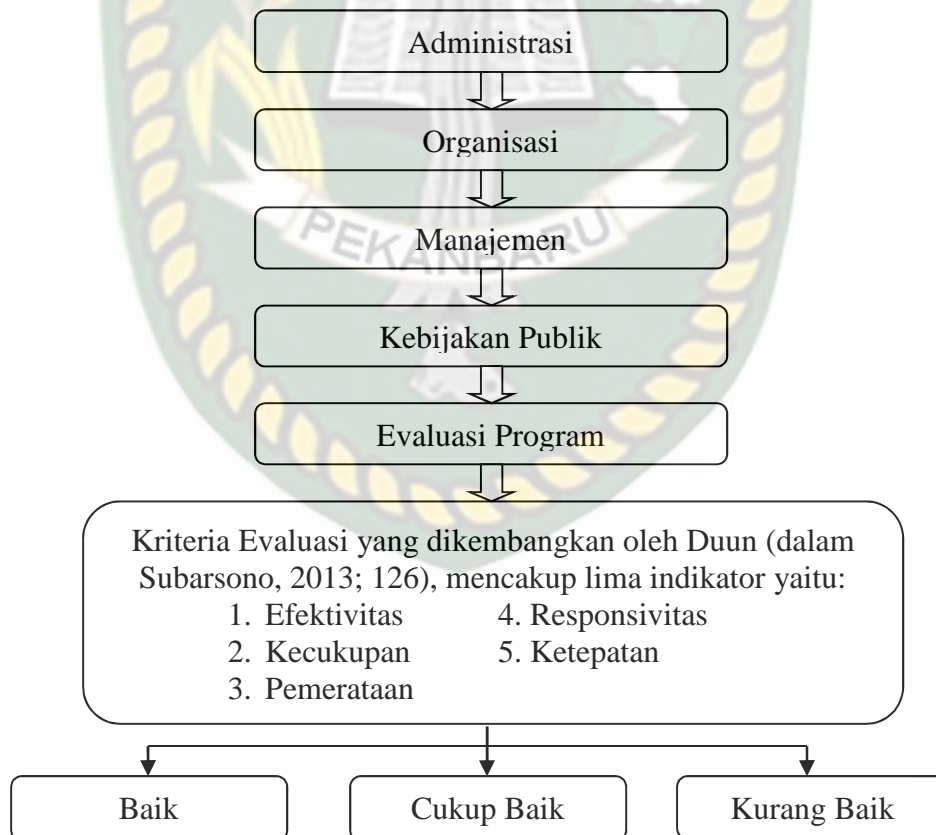 Administrasi
Organisasi
PEKANBARU
Manajemen
Kebijakan Publik
Evaluasi Program
Kriteria Evaluasi yang dikembangkan oleh Duun (dalam
Subarsono, 2013; 126), mencakup lima indikator yaitu:
1. Efektivitas 4. Responsivitas
2. Kecukupan 5. Ketepatan
3. Pemerataan
Baik Cukup Baik Kurang Baik